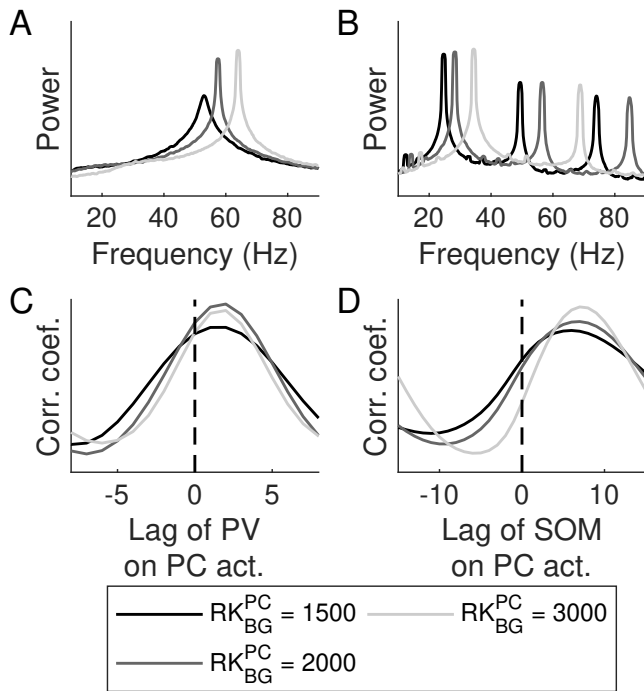 A
B
Power
Power
20 40 60 80
20 40 60 80
Frequency (Hz)
Frequency (Hz)
C
D
Corr. coef.
Corr. coef.
-5 0 5
-10 0 10
Lag of PV
on PC act.
Lag of SOM
on PC act.
RK^PC_BG = 1500
RK^PC_BG = 3000
RK^PC_BG = 2000